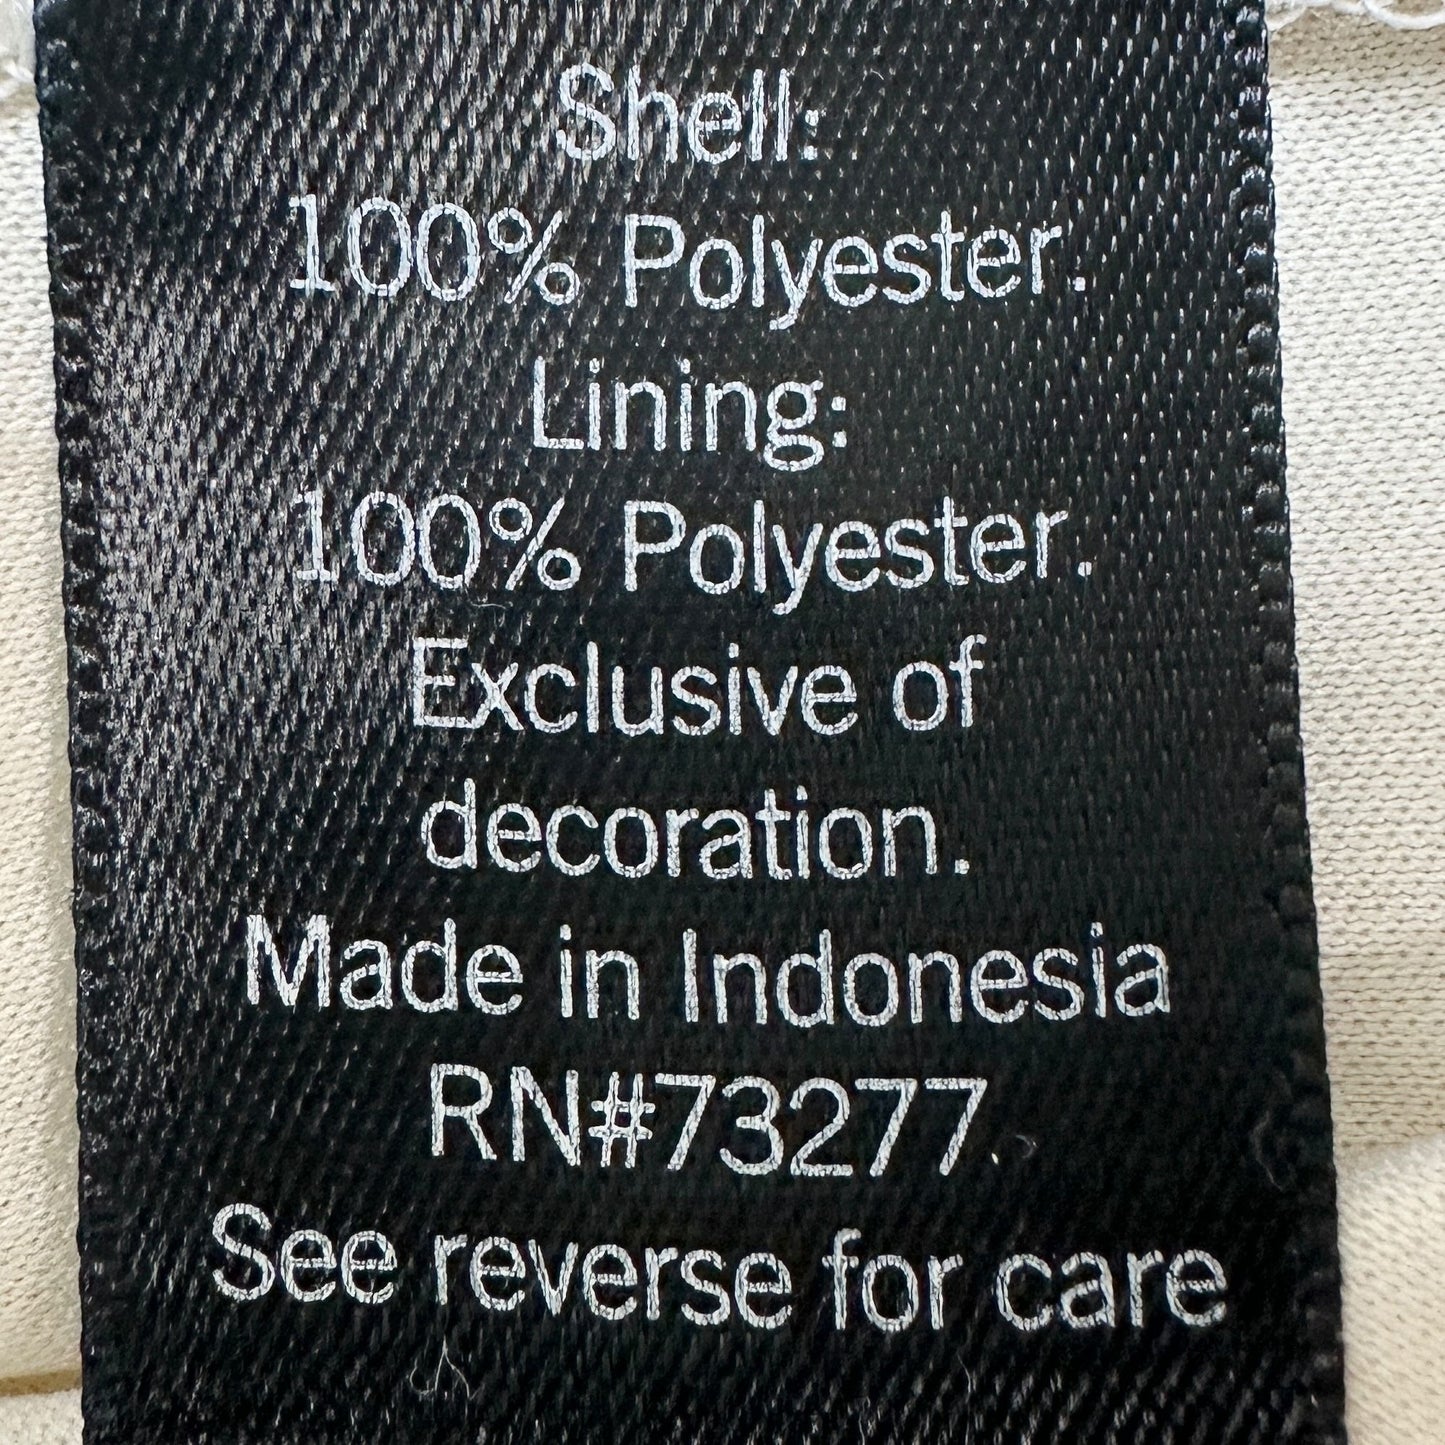 Shell:
100% Polyester.
Lining:
100% Polyester.
Exclusive of
decoration.
Made in Indonesia
RN#73277
See reverse for care